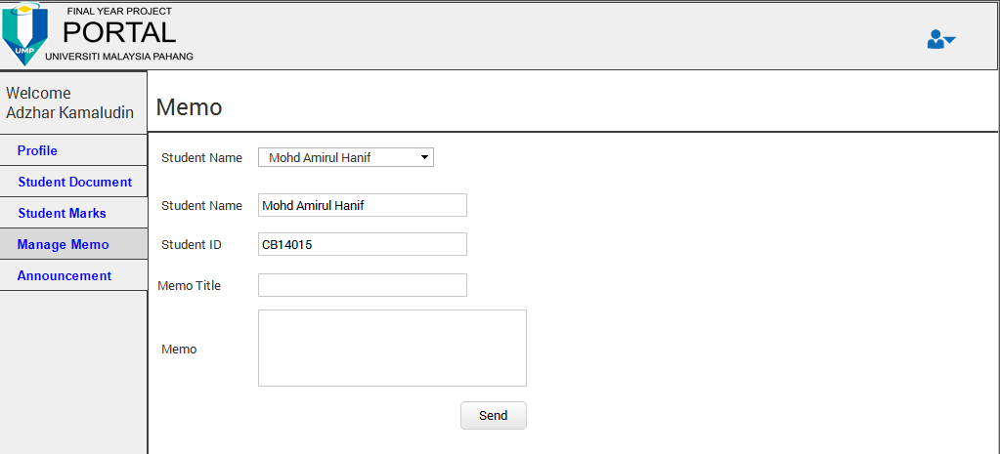 FINAL YEAR PROJECT
PORTAL
UMP
UNIVERSITI MALAYSIA PAHANG
Welcome
Adzhar Kamaludin
Profile
Student Document
Student Marks
Manage Memo
Announcement
Memo
Student Name Mohd Amirul Hanif
Student Name Mohd Amirul Hanif
Student ID CB14015
Memo Title
Memo
Send